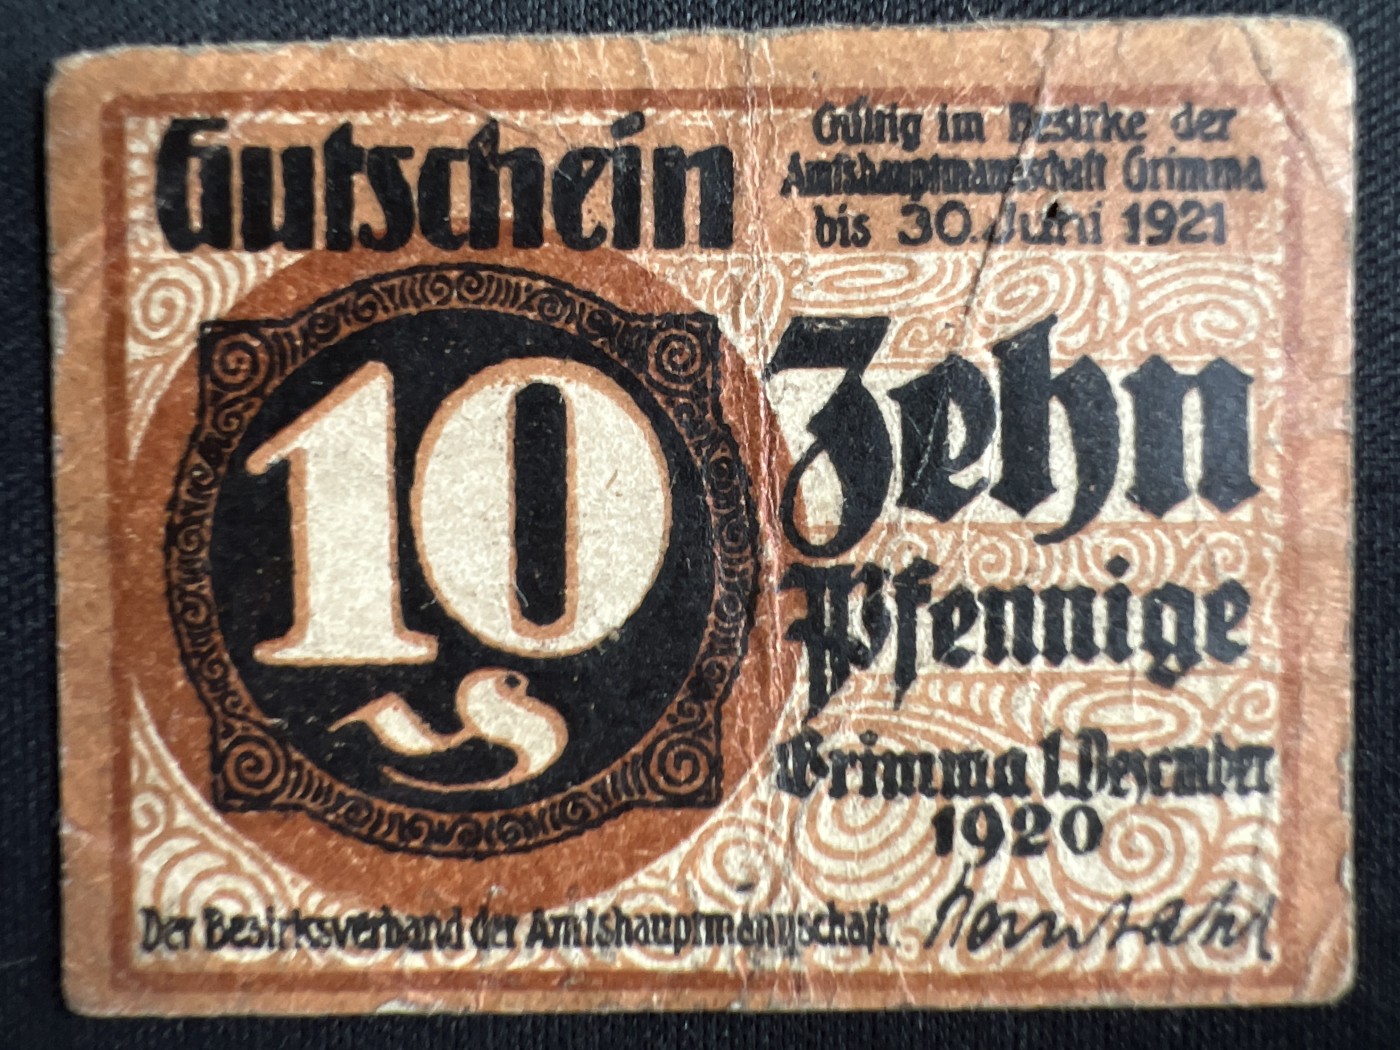 Gutschein
Gültig im Bezirke der
Amtshauptmannschaft Grimma
bis 30. Juni 1921
10
Zehn
Pfennige
Grimma 1. Dezember
1920
Der Bezirksverband der Amtshauptmannschaft.